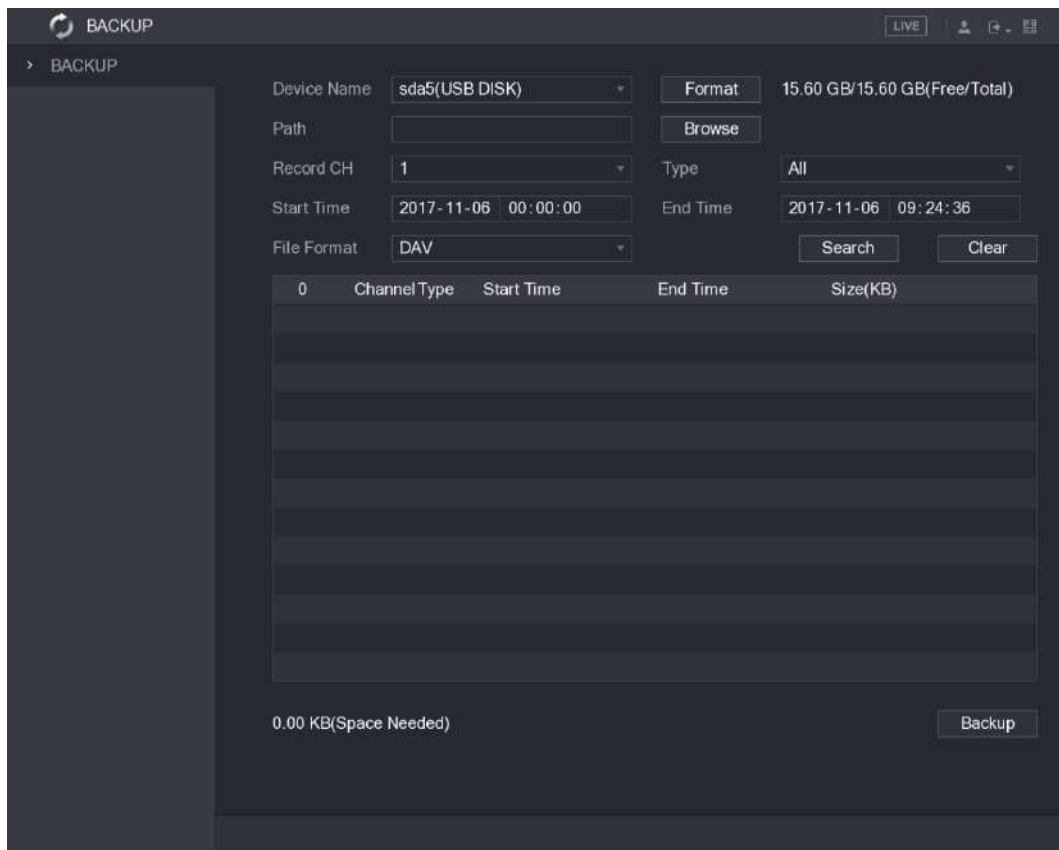 BACKUP LIVE
› BACKUP
Device Name sda5(USB DISK) Format 15.60 GB/15.60 GB(Free/Total)
Path Browse
Record CH 1 Type All
Start Time 2017-11-06 00:00:00 End Time 2017-11-06 09:24:36
File Format DAV Search Clear
0 Channel Type Start Time End Time Size(KB)
0.00 KB(Space Needed) Backup